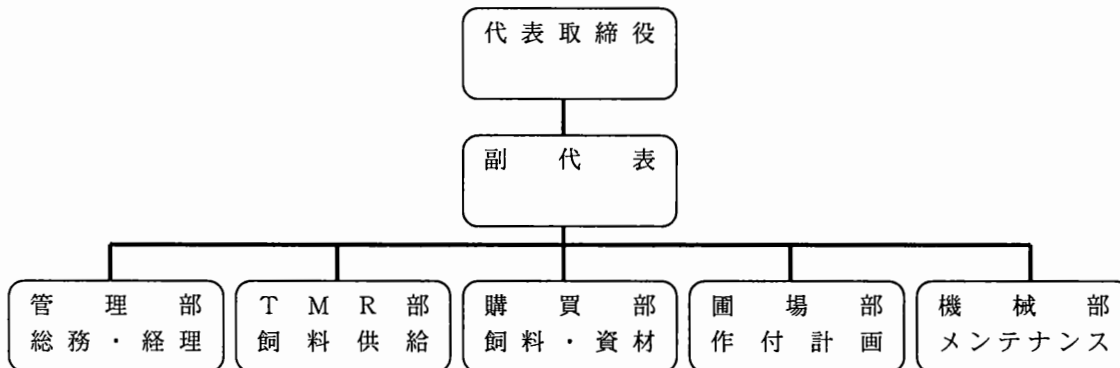 代表取締役
副代表
管理部
総務・経理
TMR部
飼料供給
購買部
飼料・資材
圃場部
作付計画
機械部
メンテナンス